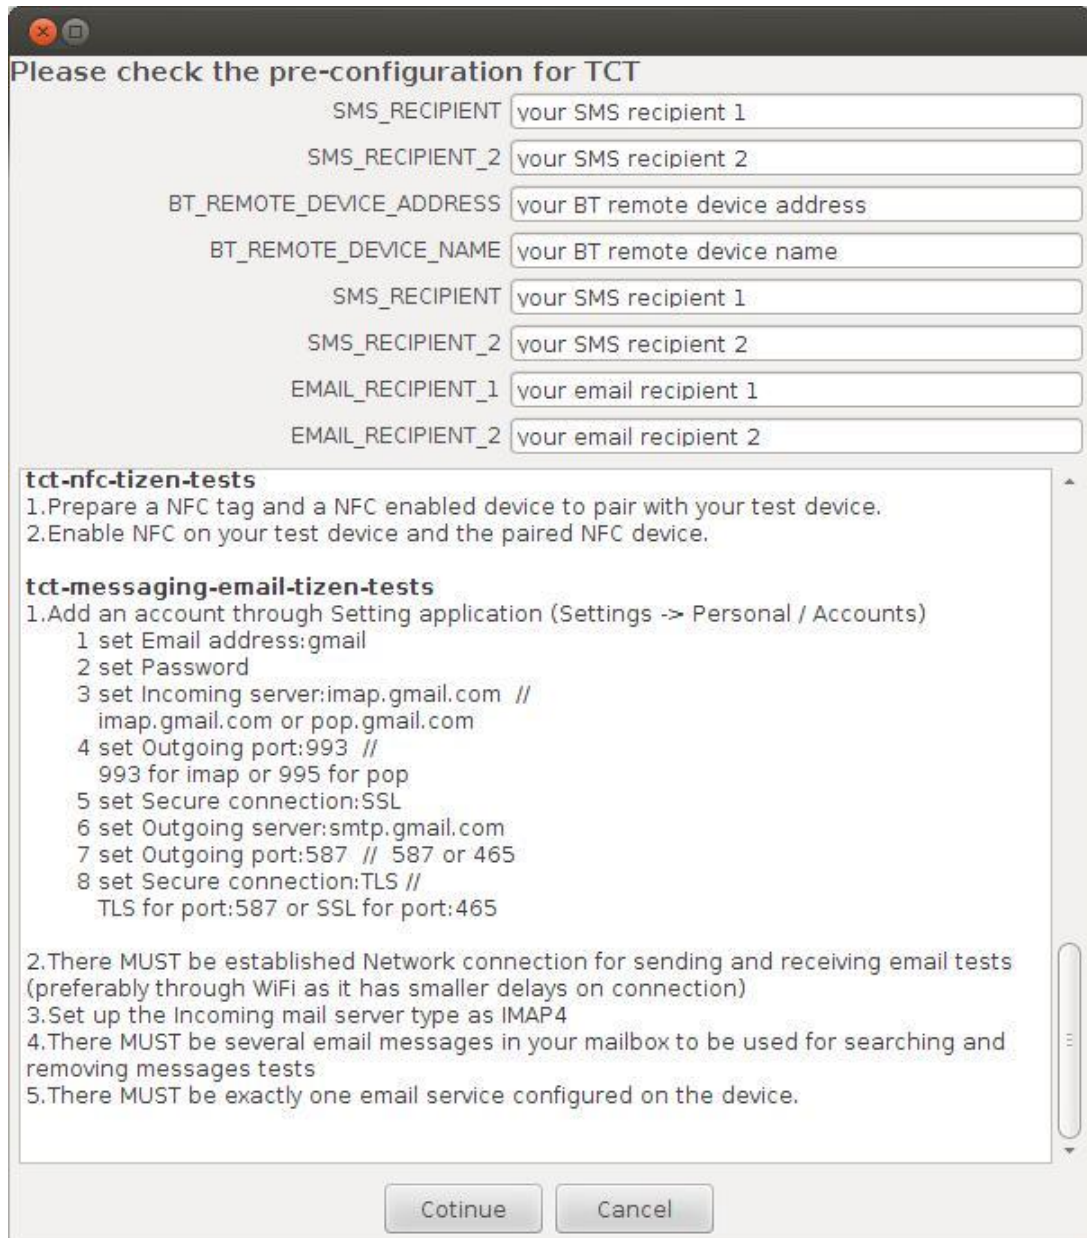 Please check the pre-configuration for TCT
SMS_RECIPIENT your SMS recipient 1
SMS_RECIPIENT_2 your SMS recipient 2
BT_REMOTE_DEVICE_ADDRESS your BT remote device address
BT_REMOTE_DEVICE_NAME your BT remote device name
SMS_RECIPIENT your SMS recipient 1
SMS_RECIPIENT_2 your SMS recipient 2
EMAIL_RECIPIENT_1 your email recipient 1
EMAIL_RECIPIENT_2 your email recipient 2
tct-nfc-tizen-tests
1.Prepare a NFC tag and a NFC enabled device to pair with your test device.
2.Enable NFC on your test device and the paired NFC device.
tct-messaging-email-tizen-tests
1.Add an account through Setting application (Settings -> Personal / Accounts)
1 set Email address:gmail
2 set Password
3 set Incoming server:imap.gmail.com //
imap.gmail.com or pop.gmail.com
4 set Outgoing port:993 //
993 for imap or 995 for pop
5 set Secure connection:SSL
6 set Outgoing server:smtp.gmail.com
7 set Outgoing port:587 // 587 or 465
8 set Secure connection:TLS //
TLS for port:587 or SSL for port:465
2.There MUST be established Network connection for sending and receiving email tests
(preferably through WiFi as it has smaller delays on connection)
3.Set up the Incoming mail server type as IMAP4
4.There MUST be several email messages in your mailbox to be used for searching and
removing messages tests
5.There MUST be exactly one email service configured on the device.
Cotinue Cancel